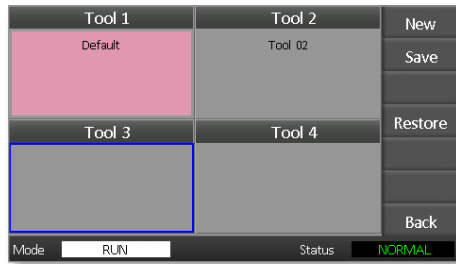 Tool 1
Tool 2
New
Default
Tool 02
Save
Tool 3
Tool 4
Restore
Back
Mode RUN Status NORMAL